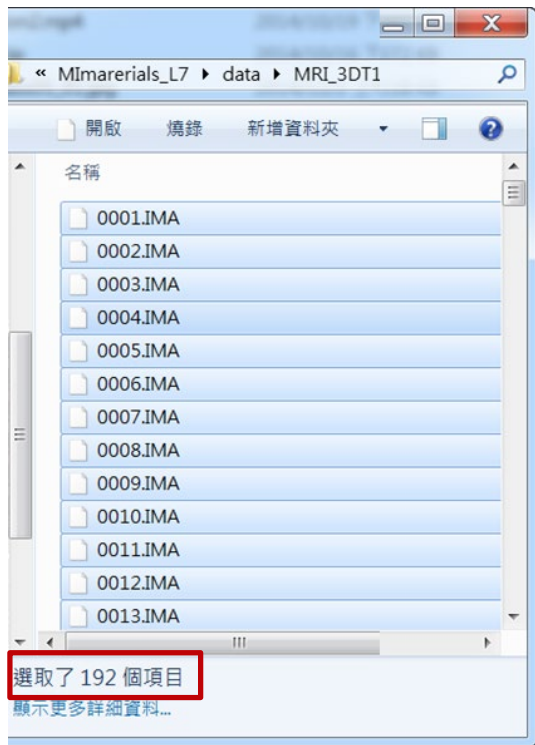 « MImarerials_L7 ▸ data ▸ MRI_3DT1
開啟 燒錄 新增資料夾
名稱
0001.IMA
0002.IMA
0003.IMA
0004.IMA
0005.IMA
0006.IMA
0007.IMA
0008.IMA
0009.IMA
0010.IMA
0011.IMA
0012.IMA
0013.IMA
選取了 192 個項目
顯示更多詳細資料...